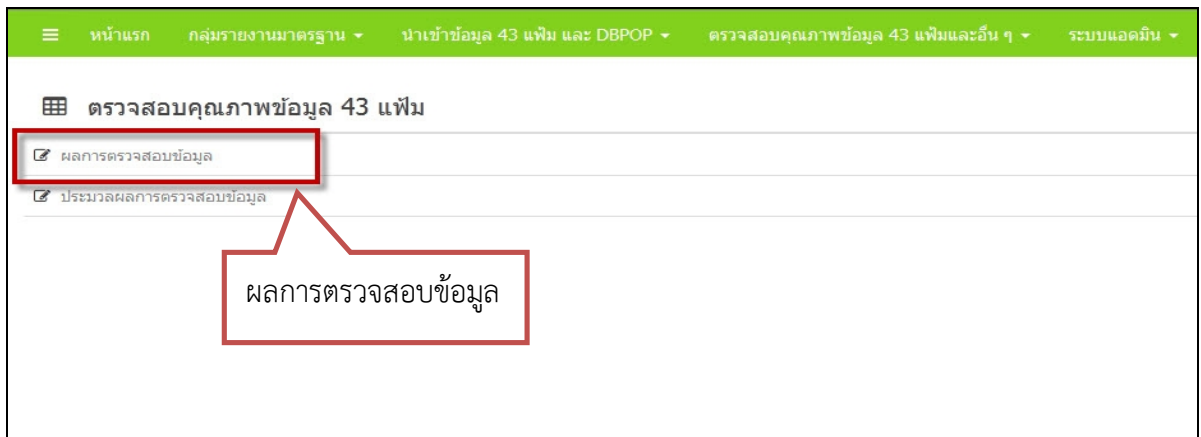 หน้าแรก กลุ่มรายงานมาตรฐาน นำเข้าข้อมูล 43 แฟ้ม และ DBPOP ตรวจสอบคุณภาพข้อมูล 43 แฟ้มและอื่น ๆ ระบบแอดมิน
ตรวจสอบคุณภาพข้อมูล 43 แฟ้ม
ผลการตรวจสอบข้อมูล
ประมวลผลการตรวจสอบข้อมูล
ผลการตรวจสอบข้อมูล